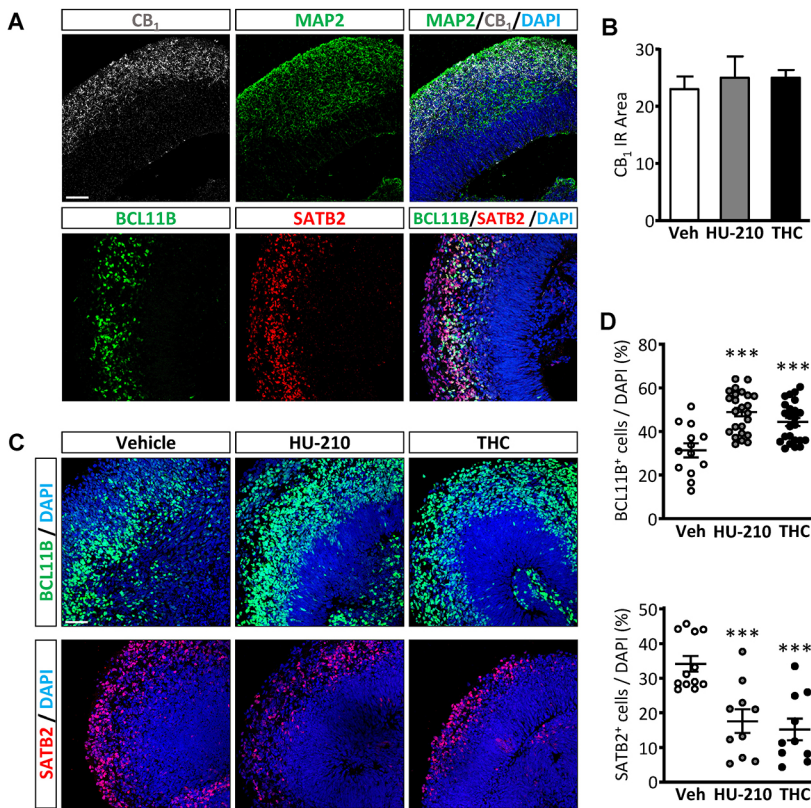 A
CB₁
MAP2
MAP2/CB₁/DAPI
BCL11B
SATB2
BCL11B/SATB2 /DAPI
B
CB₁ IR Area
30
20
10
0
Veh HU-210 THC
C
Vehicle
HU-210
THC
BCL11B / DAPI
SATB2 / DAPI
D
BCL11B⁺ cells / DAPI (%)
80
60
40
20
0
***
***
Veh HU-210 THC
SATB2⁺ cells / DAPI (%)
50
40
30
20
10
0
***
***
Veh HU-210 THC